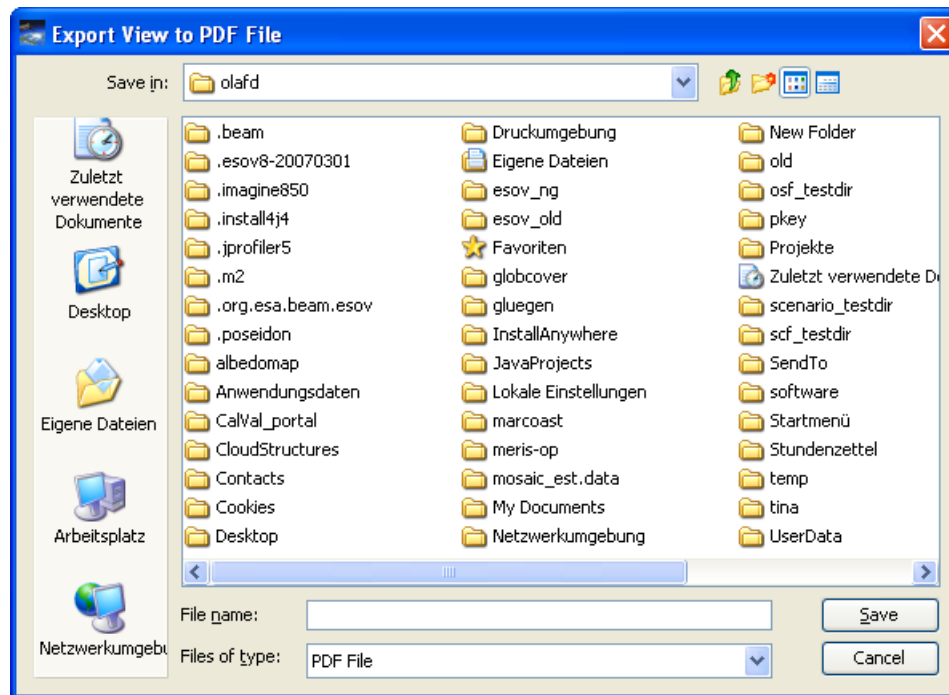 Export View to PDF File
Save in:
olafd
Zuletzt
verwendete
Dokumente
Desktop
Eigene Dateien
Arbeitsplatz
Netzwerkumgebu
.beam
.esov8-20070301
.imagine850
.install4j4
.jprofiler5
.m2
.org.esa.beam.esov
.poseidon
albedomap
Anwendungsdaten
CalVal_portal
CloudStructures
Contacts
Cookies
Desktop
Druckumgebung
Eigene Dateien
esov_ng
esov_old
Favoriten
globcover
gluegen
InstallAnywhere
JavaProjects
Lokale Einstellungen
marcoast
meris-op
mosaic_est.data
My Documents
Netzwerkumgebung
New Folder
old
osf_testdir
pkey
Projekte
Zuletzt verwendete D
scenario_testdir
scf_testdir
SendTo
software
Startmenü
Stundenzettel
temp
tina
UserData
File name:
Save
Files of type:
PDF File
Cancel